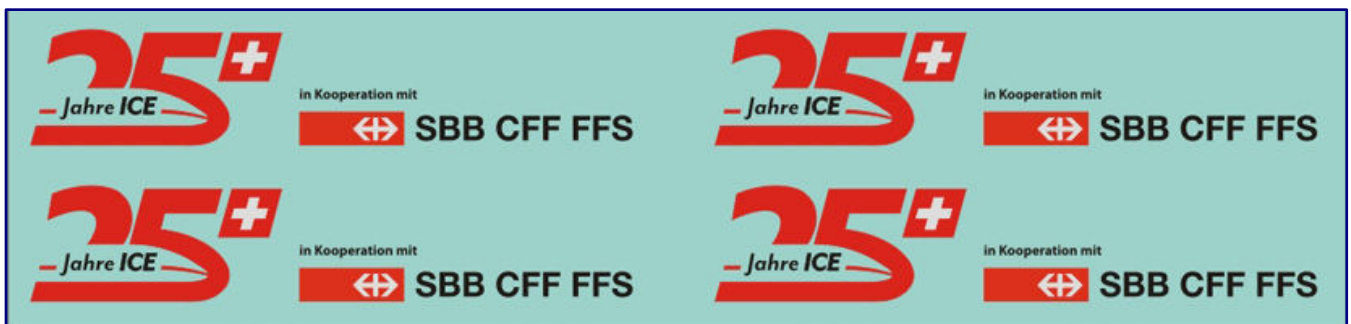 25
Jahre ICE
in Kooperation mit
SBB CFF FFS
25
Jahre ICE
in Kooperation mit
SBB CFF FFS
25
Jahre ICE
in Kooperation mit
SBB CFF FFS
25
Jahre ICE
in Kooperation mit
SBB CFF FFS